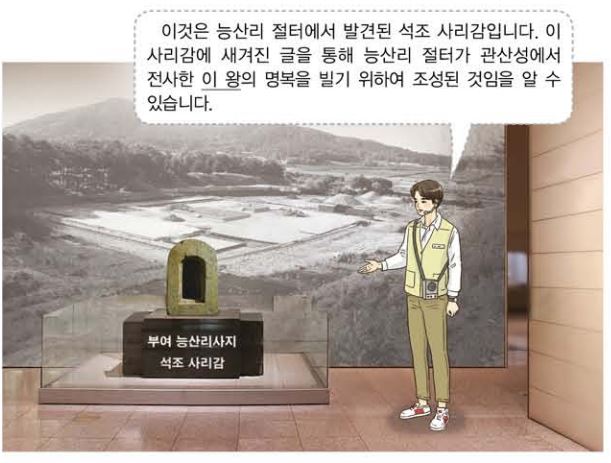 이것은 능산리 절터에서 발견된 석조 사리감입니다. 이
사리감에 새겨진 글을 통해 능산리 절터가 관산성에서
전사한 이 왕의 명복을 빌기 위하여 조성된 것임을 알 수
있습니다.
부여 능산리사지
석조 사리감